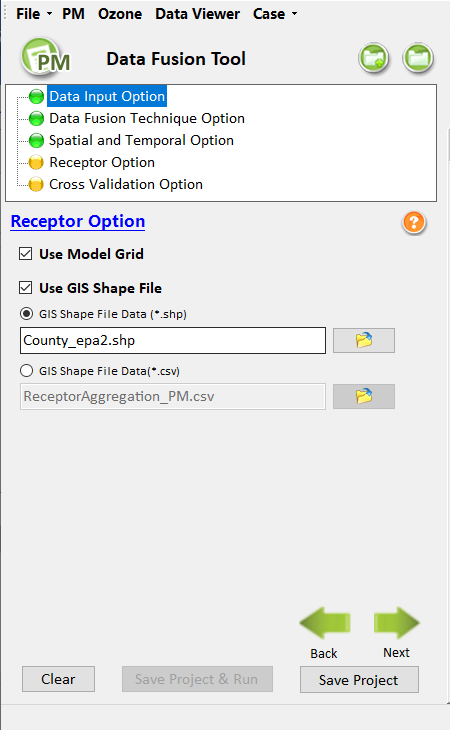 File PM Ozone Data Viewer Case
PM Data Fusion Tool
Data Input Option
Data Fusion Technique Option
Spatial and Temporal Option
Receptor Option
Cross Validation Option
Receptor Option ?
Use Model Grid
Use GIS Shape File
GIS Shape File Data (*.shp)
County_epa2.shp
GIS Shape File Data(*.csv)
ReceptorAggregation_PM.csv
Back Next
Clear Save Project & Run Save Project